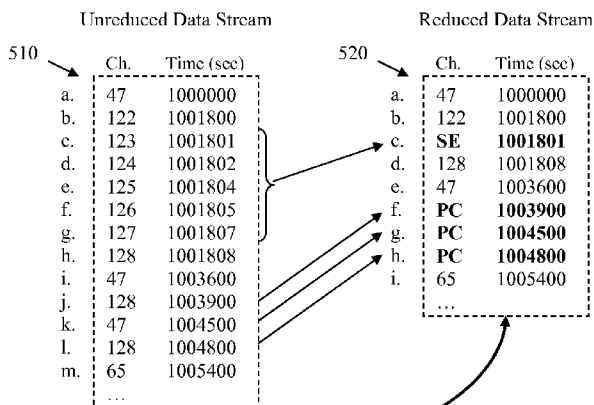 Unreduced Data Stream
Reduced Data Stream
510
520
Ch. Time (sec)
a. 47 1000000
b. 122 1001800
c. 123 1001801
d. 124 1001802
e. 125 1001804
f. 126 1001805
g. 127 1001807
h. 128 1001808
i. 47 1003600
j. 128 1003900
k. 47 1004500
l. 128 1004800
m. 65 1005400
…
Ch. Time (sec)
a. 47 1000000
b. 122 1001800
c. SE 1001801
d. 128 1001808
e. 47 1003600
f. PC 1003900
g. PC 1004500
h. PC 1004800
i. 65 1005400
…